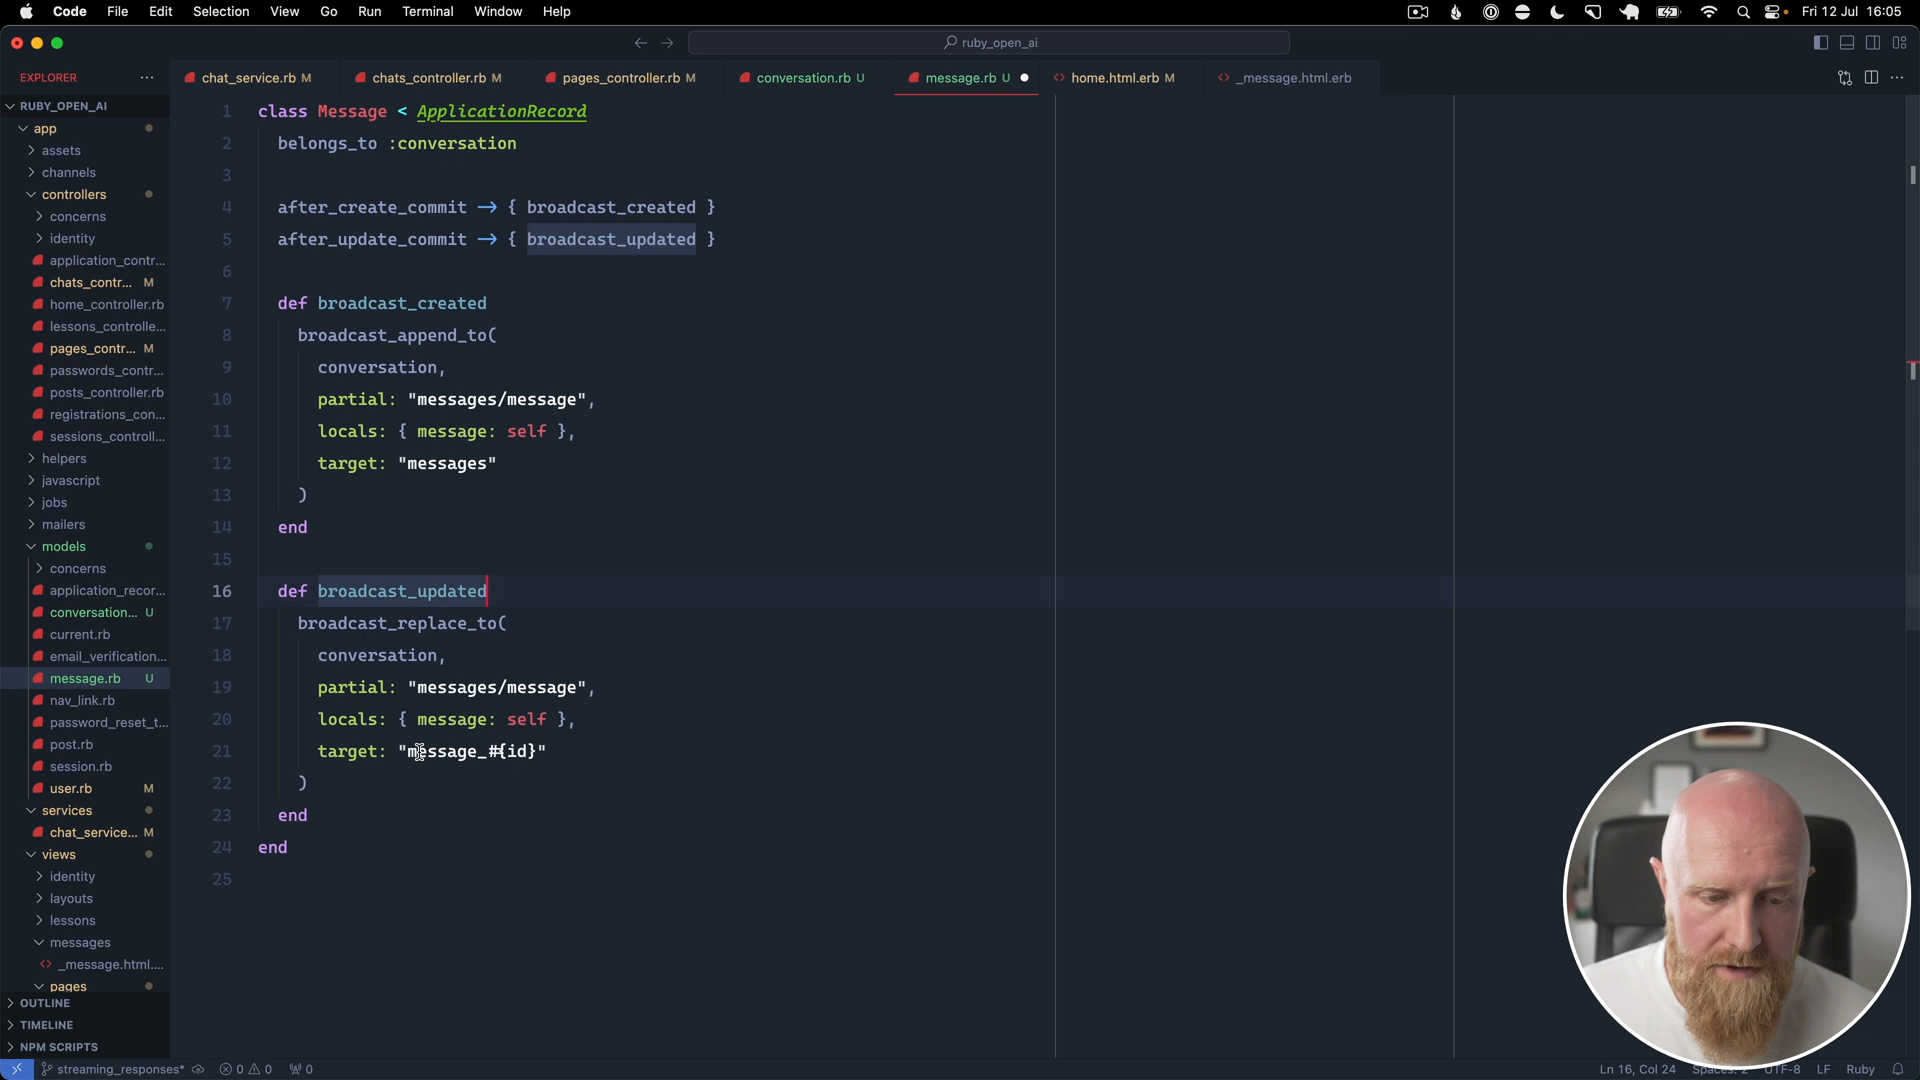 Code File Edit Selection View Go Run Terminal Window Help
Fri 12 Jul 16:05
ruby_open_ai
EXPLORER
chat_service.rb M
chats_controller.rb M
pages_controller.rb M
conversation.rb U
message.rb U
home.html.erb M
_message.html.erb
RUBY_OPEN_AI
app
assets
channels
controllers
concerns
identity
application_contr...
chats_contr... M
home_controller.rb
lessons_controlle...
pages_contr... M
passwords_contr...
posts_controller.rb
registrations_con...
sessions_controll...
helpers
javascript
jobs
mailers
models
concerns
application_recor...
conversation... U
current.rb
email_verification...
message.rb U
nav_link.rb
password_reset_t...
post.rb
session.rb
user.rb M
services
chat_service... M
views
identity
layouts
lessons
messages
_message.html....
pages
OUTLINE
TIMELINE
NPM SCRIPTS
1 class Message < ApplicationRecord
2 belongs_to :conversation
3
4 after_create_commit -> { broadcast_created }
5 after_update_commit -> { broadcast_updated }
6
7 def broadcast_created
8 broadcast_append_to(
9 conversation,
10 partial: "messages/message",
11 locals: { message: self },
12 target: "messages"
13 )
14 end
15
16 def broadcast_updated
17 broadcast_replace_to(
18 conversation,
19 partial: "messages/message",
20 locals: { message: self },
21 target: "message_#{id}"
22 )
23 end
24 end
25
streaming_responses* 0 0 0
Ln 16, Col 24 Spaces: 2 UTF-8 LF Ruby